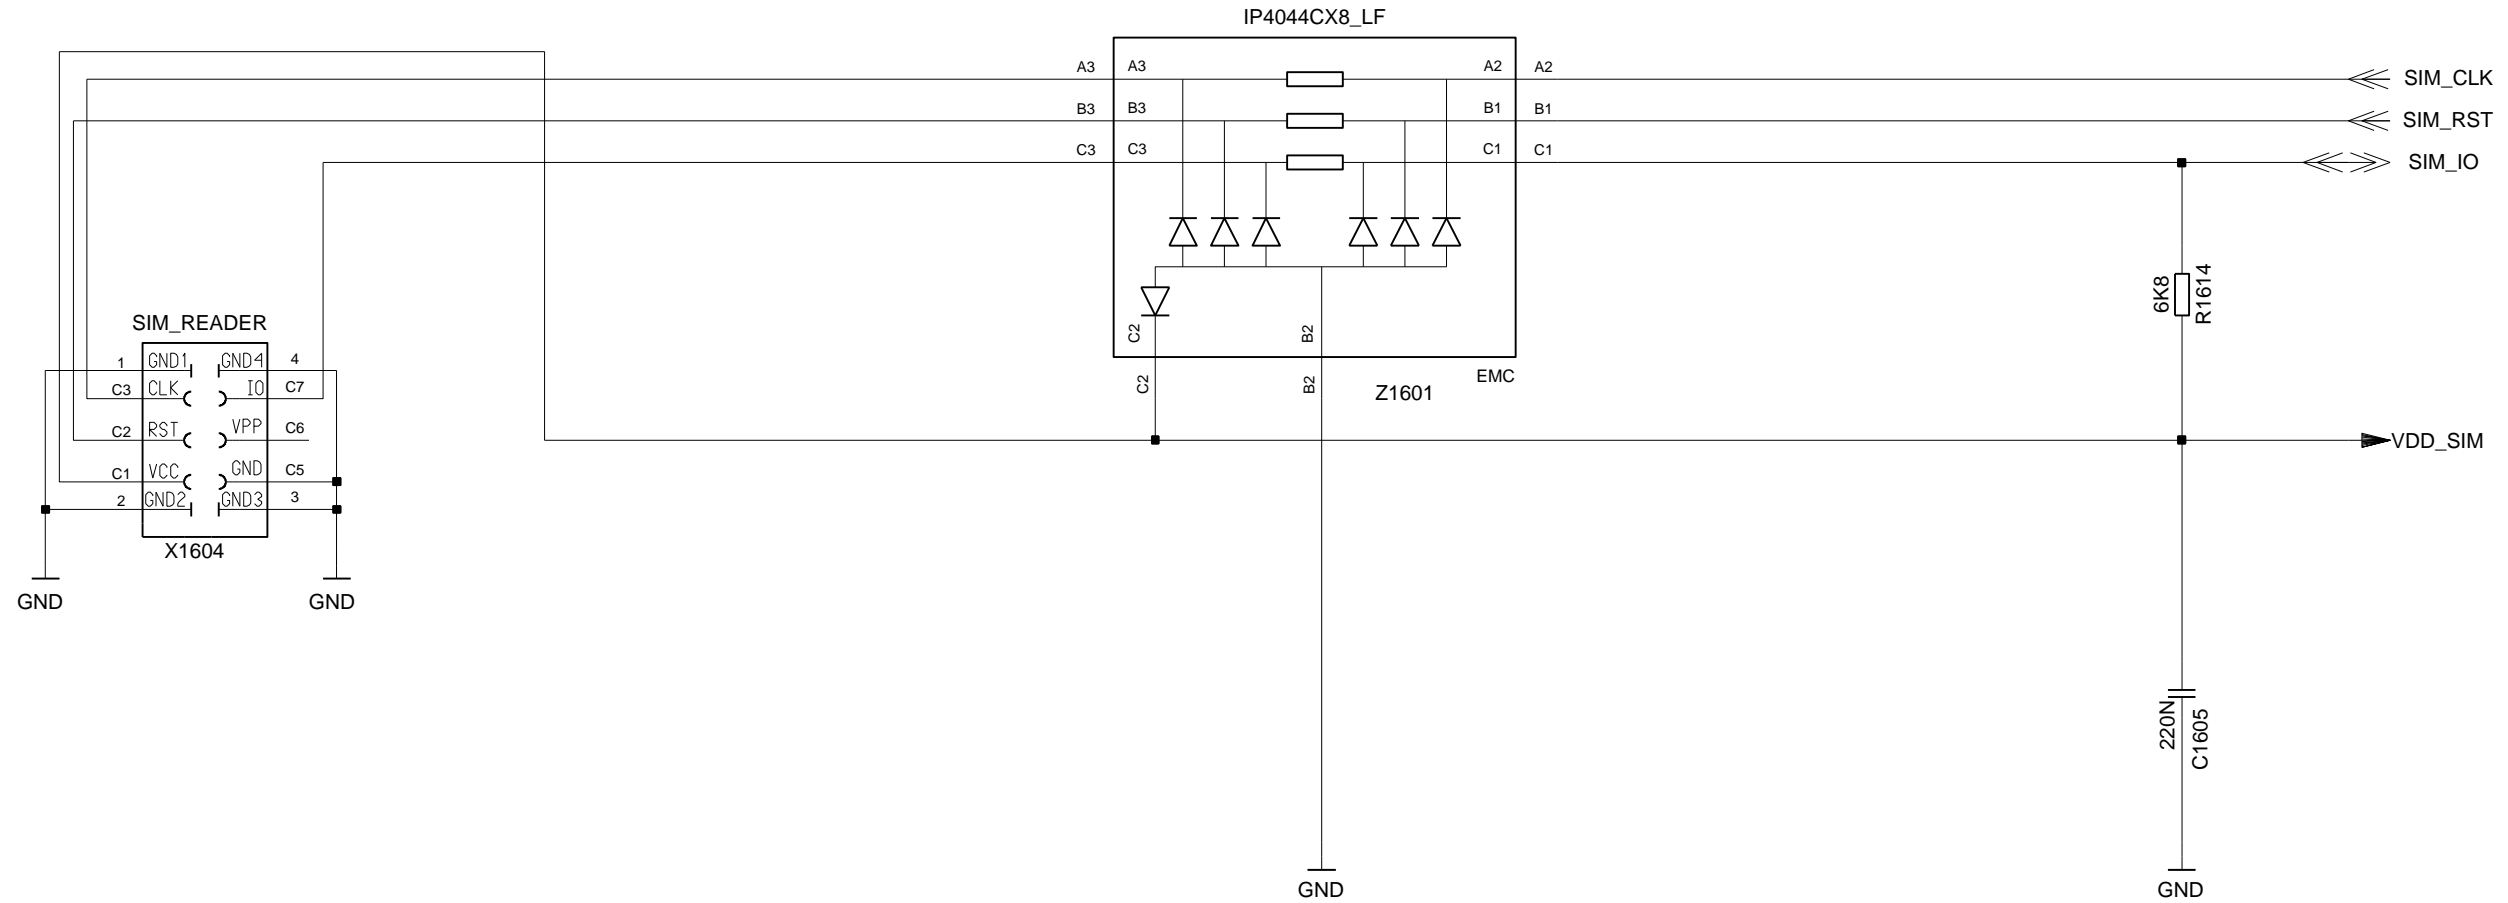 IP4044CX8_LF
A3 A3 A2 A2 SIM_CLK
B3 B3 B1 B1 SIM_RST
C3 C3 C1 C1 SIM_IO
6K8
R1614
C2
B2
C2
B2
EMC
Z1601
VDD_SIM
SIM_READER
1 GND1 GND4 4
C3 CLK IO C7
C2 RST VPP C6
C1 VCC GND C5
2 GND2 GND3 3
X1604
GND
GND
220N
C1605
GND
GND